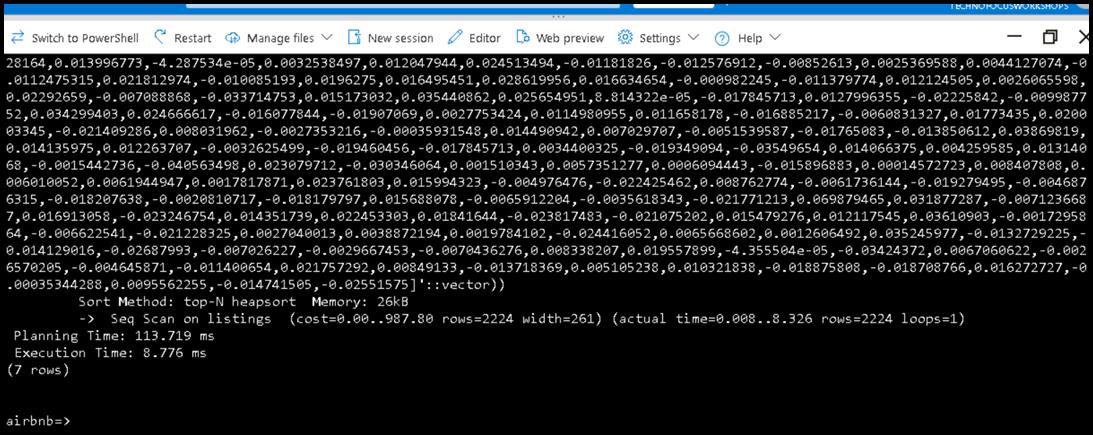 TECHNOFOCUSWORKSHOPS
Switch to PowerShell Restart Manage files New session Editor Web preview Settings Help
28164,0.013996773,-4.287534e-05,0.0032538497,0.012047944,0.024513494,-0.01181826,-0.012576912,-0.00852613,0.0025369588,0.0044127074,-0
.0112475315,0.021812974,-0.010085193,0.0196275,0.016495451,0.028619956,0.016634654,-0.000982245,-0.011379774,0.012124505,0.0026065598,
0.02292659,-0.007088868,-0.033714753,0.015173032,0.035440862,0.025654951,8.814322e-05,-0.017845713,0.0127996355,-0.02225842,-0.0099877
52,0.034299403,0.024666617,-0.016077844,-0.01907069,0.0027753424,0.0114980955,0.011658178,-0.016885217,-0.0060831327,0.01773435,0.0200
03345,-0.021409286,0.008031962,-0.0027353216,-0.00035931548,0.014490942,0.007029707,-0.0051539587,-0.01765083,-0.013850612,0.03869819,
0.014135975,0.012263707,-0.0032625499,-0.019460456,-0.017845713,0.0034400325,-0.019349094,-0.03549654,0.014066375,0.004259585,0.013140
68,-0.0015442736,-0.040563498,0.023079712,-0.030346064,0.001510343,0.0057351277,0.0006094443,-0.015896883,0.00014572723,0.008407808,0.
006010052,0.0061944947,0.0017817871,0.023761803,0.015994323,-0.004976476,-0.022425462,0.008762774,-0.0061736144,-0.019279495,-0.004687
6315,-0.018207638,-0.0020810717,-0.018179797,0.015688078,-0.0065912204,-0.0035618343,-0.021771213,0.069879465,0.031877287,-0.007123668
7,0.016913058,-0.023246754,0.014351739,0.022453303,0.01841644,-0.023817483,-0.021075202,0.015479276,0.012117545,0.03610903,-0.00172958
64,-0.006622541,-0.021228325,0.0027040013,0.0038872194,0.0019784102,-0.024416052,0.0065668602,0.0012606492,0.035245977,-0.0132729225,-
0.014129016,-0.02687993,-0.007026227,-0.0029667453,-0.0070436276,0.008338207,0.019557899,-4.355504e-05,-0.03424372,0.0067060622,-0.002
6570205,-0.004645871,-0.011400654,0.021757292,0.00849133,-0.013718369,0.005105238,0.010321838,-0.018875808,-0.018708766,0.016272727,-0
.00035344288,0.0095562255,-0.014741505,-0.02551575]'::vector))
Sort Method: top-N heapsort Memory: 26kB
-> Seq Scan on listings (cost=0.00..987.80 rows=2224 width=261) (actual time=0.008..8.326 rows=2224 loops=1)
Planning Time: 113.719 ms
Execution Time: 8.776 ms
(7 rows)
airbnb=>